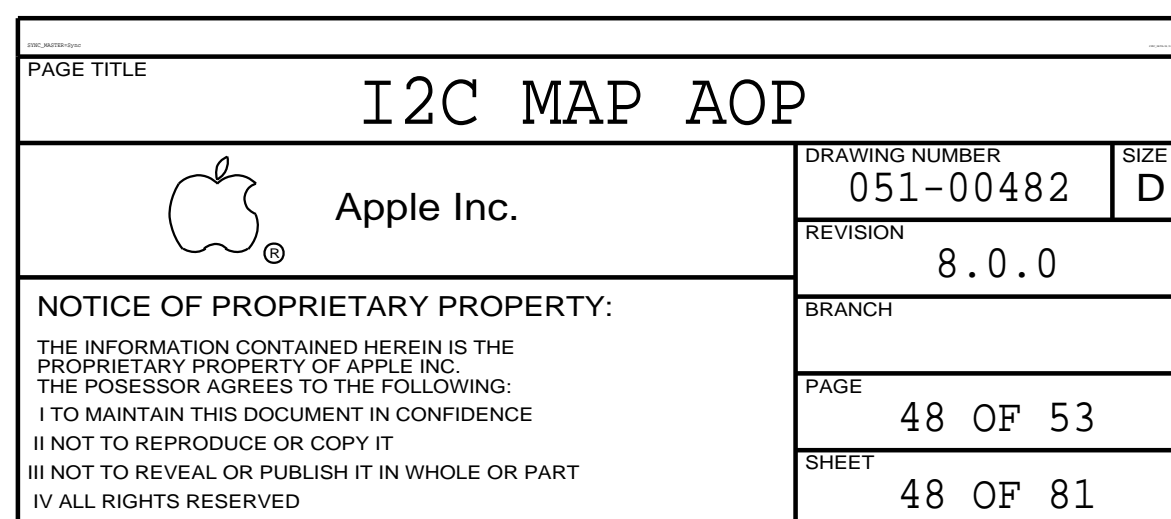 SYNC_MASTER=Sync
PAGE TITLE
I2C MAP AOP
Apple Inc.
®
DRAWING NUMBER
051-00482
SIZE
D
REVISION
8.0.0
BRANCH
PAGE
48 OF 53
SHEET
48 OF 81
NOTICE OF PROPRIETARY PROPERTY:
THE INFORMATION CONTAINED HEREIN IS THE
PROPRIETARY PROPERTY OF APPLE INC.
THE POSESSOR AGREES TO THE FOLLOWING:
I TO MAINTAIN THIS DOCUMENT IN CONFIDENCE
II NOT TO REPRODUCE OR COPY IT
III NOT TO REVEAL OR PUBLISH IT IN WHOLE OR PART
IV ALL RIGHTS RESERVED